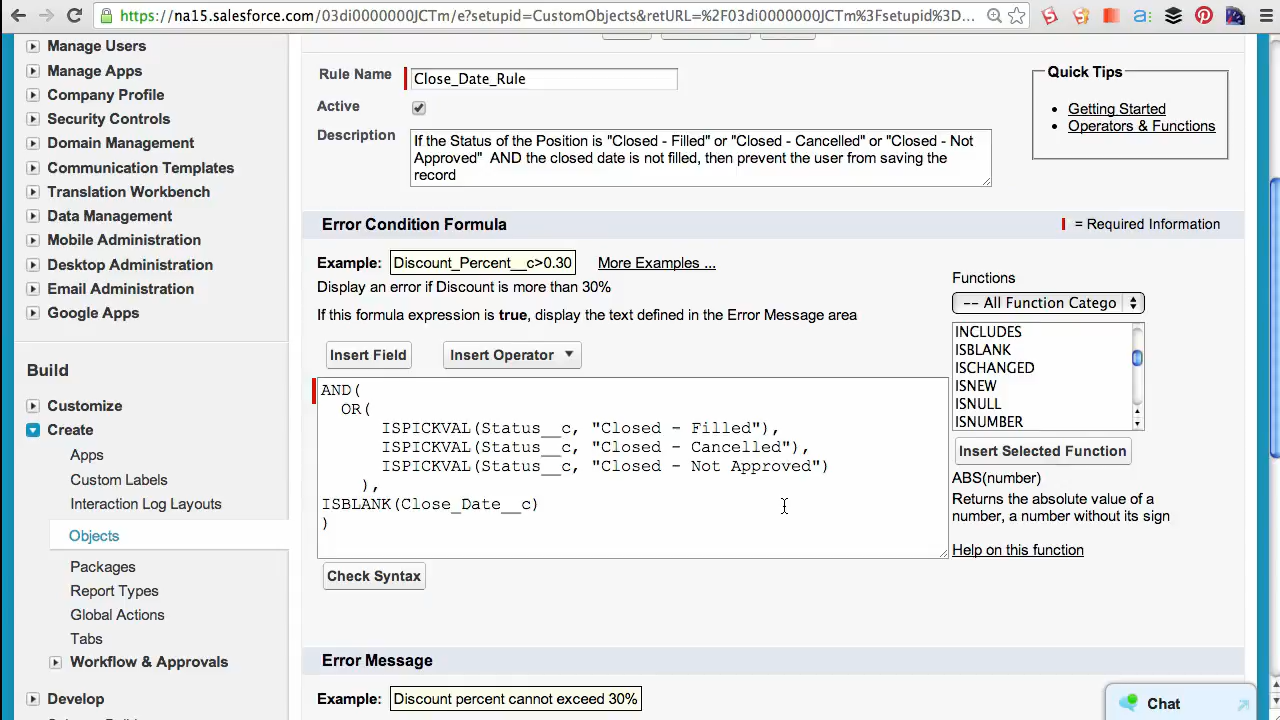 https://na15.salesforce.com/03di0000000JCTm/e?setupid=CustomObjects&retURL=%2F03di0000000JCTm%3Fsetupid%3D...
Manage Users
Manage Apps
Company Profile
Security Controls
Domain Management
Communication Templates
Translation Workbench
Data Management
Mobile Administration
Desktop Administration
Email Administration
Google Apps
Build
Customize
Create
Apps
Custom Labels
Interaction Log Layouts
Objects
Packages
Report Types
Global Actions
Tabs
Workflow & Approvals
Develop
Rule Name
Close_Date_Rule
Active
Description
If the Status of the Position is "Closed - Filled" or "Closed - Cancelled" or "Closed - Not
Approved"  AND the closed date is not filled, then prevent the user from saving the
record
Quick Tips
• Getting Started
• Operators & Functions
Error Condition Formula
= Required Information
Example: Discount_Percent__c>0.30 More Examples ...
Display an error if Discount is more than 30%
If this formula expression is true, display the text defined in the Error Message area
Insert Field
Insert Operator
AND(
OR(
ISPICKVAL(Status__c, "Closed - Filled"),
ISPICKVAL(Status__c, "Closed - Cancelled"),
ISPICKVAL(Status__c, "Closed - Not Approved")
),
ISBLANK(Close_Date__c)
)
Check Syntax
Functions
-- All Function Catego
INCLUDES
ISBLANK
ISCHANGED
ISNEW
ISNULL
ISNUMBER
Insert Selected Function
ABS(number)
Returns the absolute value of a
number, a number without its sign
Help on this function
Error Message
Example: Discount percent cannot exceed 30%
Chat